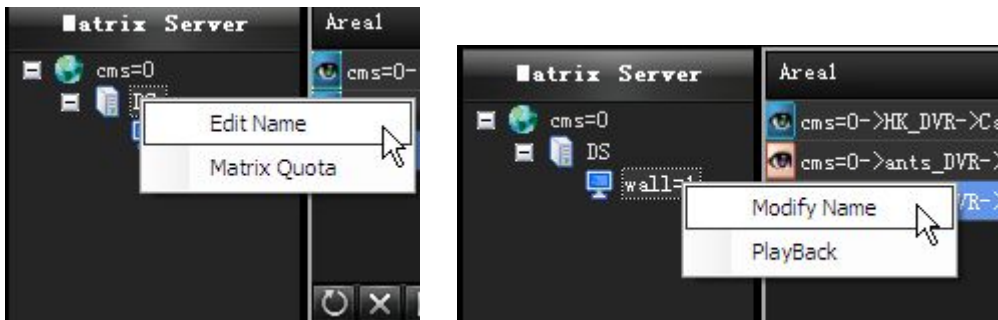 Matrix Server
Area1
cms=0
cms=0-
DS
Edit Name
Matrix Quota
Matrix Server
Area1
cms=0
cms=0->HK_DVR->Ca
DS
cms=0->ants_DVR->
wall=1
VR->
Modify Name
PlayBack